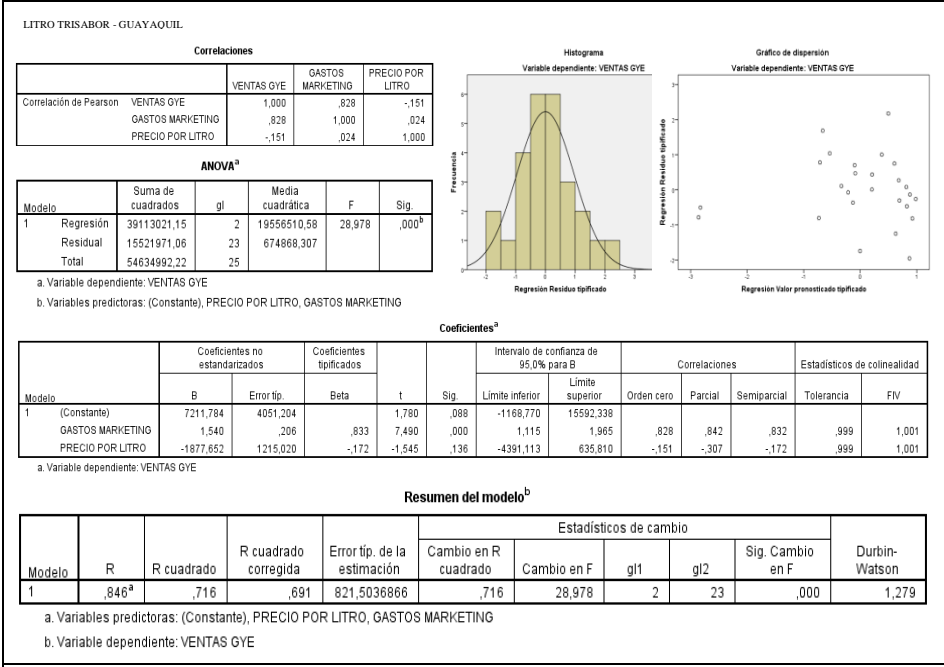 LITRO TRISABOR - GUAYAQUIL
Correlaciones
VENTAS GYE GASTOS MARKETING PRECIO POR LITRO
Correlación de Pearson VENTAS GYE 1,000 ,828 -,151
GASTOS MARKETING ,828 1,000 ,024
PRECIO POR LITRO -,151 ,024 1,000
ANOVAa
Modelo Suma de cuadrados gl Media cuadrática F Sig.
1 Regresión 39113021,15 2 19556510,58 28,978 ,000b
Residual 15521971,06 23 674868,307
Total 54634992,22 25
a. Variable dependiente: VENTAS GYE
b. Variables predictoras: (Constante), PRECIO POR LITRO, GASTOS MARKETING
Histograma
Variable dependiente: VENTAS GYE
Frecuencia
-2 -1 0 1 2 3
Regresión Residuo tipificado
Gráfico de dispersión
Variable dependiente: VENTAS GYE
Regresión Residuo tipificado
-3 -2 -1 0 1
Regresión Valor pronosticado tipificado
Coeficientesa
Modelo Coeficientes no estandarizados Coeficientes tipificados t Sig. Intervalo de confianza de 95,0% para B Correlaciones Estadísticos de colinealidad
B Error típ. Beta Límite inferior Límite superior Orden cero Parcial Semiparcial Tolerancia FIV
1 (Constante) 7211,784 4051,204 1,780 ,088 -1168,770 15592,338
GASTOS MARKETING 1,540 ,206 ,833 7,490 ,000 1,115 1,965 ,828 ,842 ,832 ,999 1,001
PRECIO POR LITRO -1877,652 1215,020 -,172 -1,545 ,136 -4391,113 635,810 -,151 -,307 -,172 ,999 1,001
a. Variable dependiente: VENTAS GYE
Resumen del modelob
Modelo R R cuadrado R cuadrado corregida Error típ. de la estimación Estadísticos de cambio Durbin-Watson
Cambio en R cuadrado Cambio en F gl1 gl2 Sig. Cambio en F
1 ,846a ,716 ,691 821,5036866 ,716 28,978 2 23 ,000 1,279
a. Variables predictoras: (Constante), PRECIO POR LITRO, GASTOS MARKETING
b. Variable dependiente: VENTAS GYE